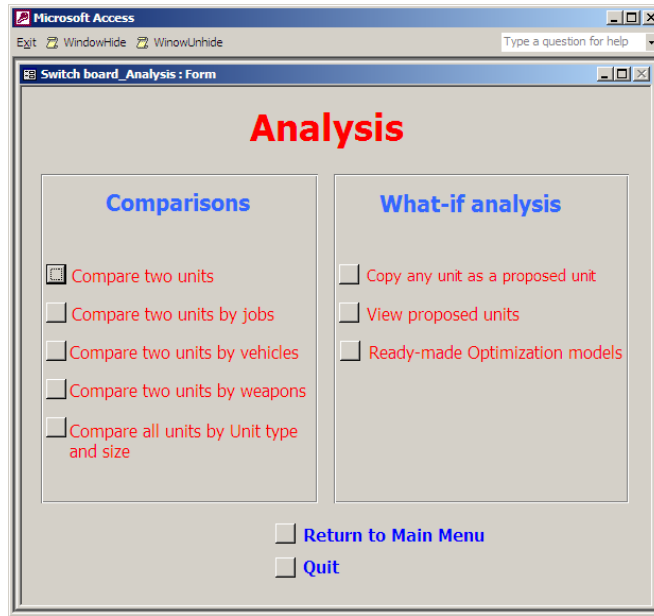 Microsoft Access
Exit WindowHide WinowUnhide Type a question for help
Switch board_Analysis : Form
Analysis
Comparisons
Compare two units
Compare two units by jobs
Compare two units by vehicles
Compare two units by weapons
Compare all units by Unit type
and size
What-if analysis
Copy any unit as a proposed unit
View proposed units
Ready-made Optimization models
Return to Main Menu
Quit